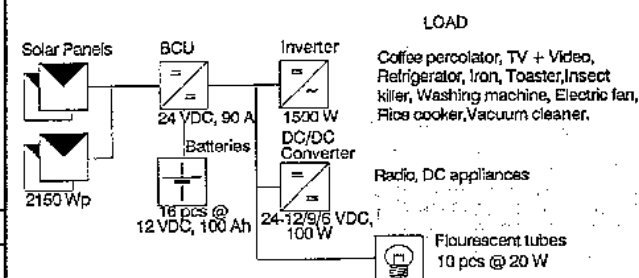 LOAD
Solar Panels
BCU
Inverter
Coffee percolator, TV + Video,
Refrigerator, Iron, Toaster,Insect
killer, Washing machine, Electric fan,
Rice cooker,Vacuum cleaner.
24 VDC, 90 A
1500 W
Batteries
DC/DC
Converter
Radio, DC appliances
2150 Wp
16 pcs @
12 VDC, 100 Ah
24-12/9/6 VDC,
100 W
Flourescent tubes
10 pcs @ 20 W